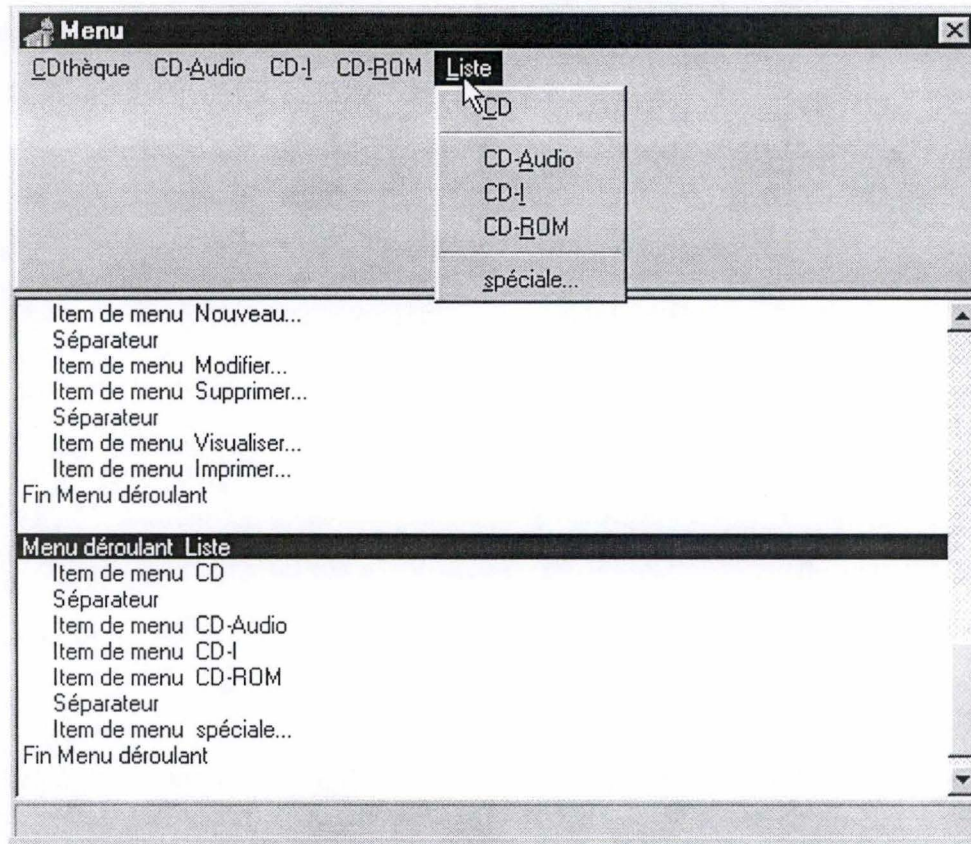 Menu
CDthèque CD-Audio CD-I CD-ROM Liste
CD
CD-Audio
CD-I
CD-ROM
spéciale...
Item de menu Nouveau...
Séparateur
Item de menu Modifier...
Item de menu Supprimer...
Séparateur
Item de menu Visualiser...
Item de menu Imprimer...
Fin Menu déroulant
Menu déroulant Liste
Item de menu CD
Séparateur
Item de menu CD-Audio
Item de menu CD-I
Item de menu CD-ROM
Séparateur
Item de menu spéciale...
Fin Menu déroulant